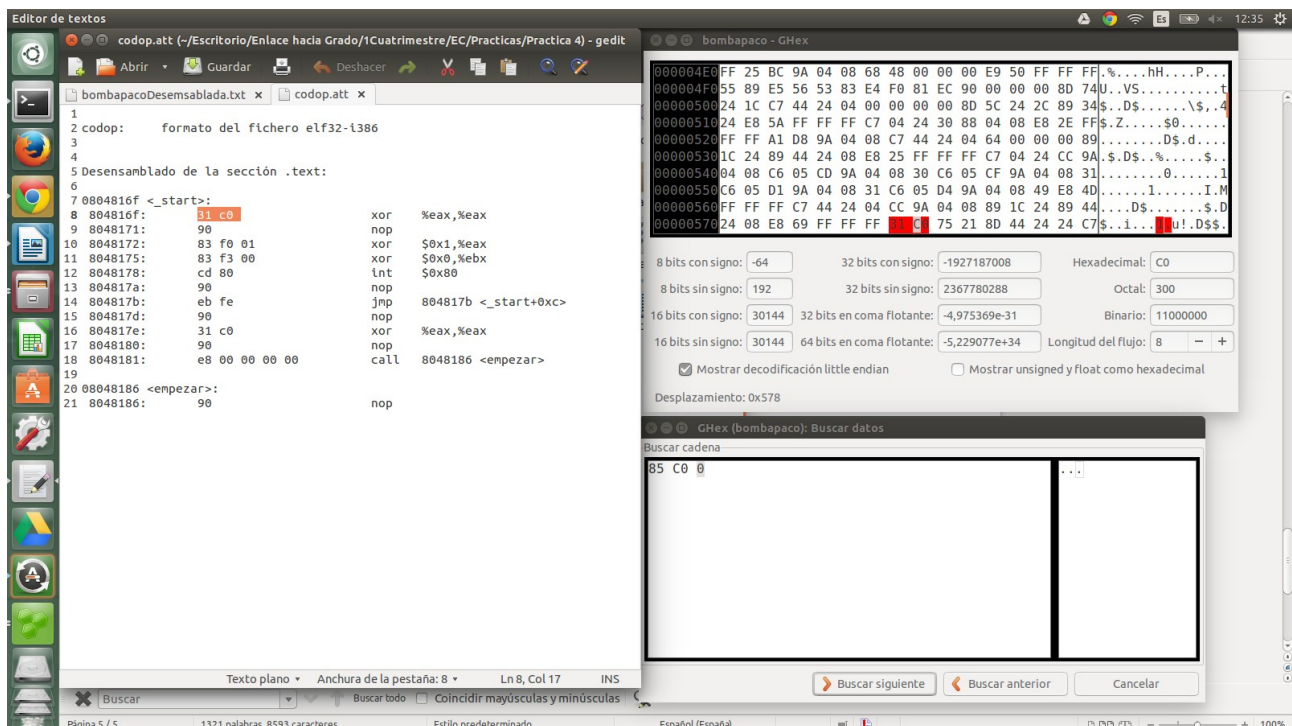 Editor de textos
Es
12:35
codop.att (~/Escritorio/Enlace hacia Grado/1Cuatrimestre/EC/Practicas/Practica 4) - gedit
Abrir
Guardar
Deshacer
bombapacoDesemsablada.txt x
codop.att x
1
2 codop:     formato del fichero elf32-i386
3
4
5 Desensamblado de la sección .text:
6
7 0804816f <_start>:
8  804816f:       31 c0                   xor    %eax,%eax
9  8048171:       90                      nop
10  8048172:       83 f0 01                xor    $0x1,%eax
11  8048175:       83 f3 00                xor    $0x0,%ebx
12  8048178:       cd 80                   int    $0x80
13  804817a:       90                      nop
14  804817b:       eb fe                   jmp    804817b <_start+0xc>
15  804817d:       90                      nop
16  804817e:       31 c0                   xor    %eax,%eax
17  8048180:       90                      nop
18  8048181:       e8 00 00 00 00          call   8048186 <empezar>
19
20 08048186 <empezar>:
21  8048186:       90                      nop
Texto plano
Anchura de la pestaña: 8
Ln 8, Col 17
INS
bombapaco - GHex
000004E0 FF 25 BC 9A 04 08 68 48 00 00 00 E9 50 FF FF FF .%....hH....P...
000004F0 55 89 E5 56 53 83 E4 F0 81 EC 90 00 00 00 8D 74 U..VS..........t
00000500 24 1C C7 44 24 04 00 00 00 00 8D 5C 24 2C 89 34 $..D$......\$,.4
00000510 24 E8 5A FF FF FF C7 04 24 30 88 04 08 E8 2E FF $.Z.....$0......
00000520 FF FF A1 D8 9A 04 08 C7 44 24 04 64 00 00 00 89 ........D$.d....
00000530 1C 24 89 44 24 08 E8 25 FF FF FF C7 04 24 CC 9A .$.D$..%.....$..
00000540 04 08 C6 05 CD 9A 04 08 30 C6 05 CF 9A 04 08 31 ........0......1
00000550 C6 05 D1 9A 04 08 31 C6 05 D4 9A 04 08 49 E8 4D ......1......I.M
00000560 FF FF FF C7 44 24 04 CC 9A 04 08 89 1C 24 89 44 ....D$.......$.D
00000570 24 08 E8 69 FF FF FF 31 C0 75 21 8D 44 24 24 C7 $..i...1.u!.D$$.
8 bits con signo: -64
32 bits con signo: -1927187008
Hexadecimal: C0
8 bits sin signo: 192
32 bits sin signo: 2367780288
Octal: 300
16 bits con signo: 30144
32 bits en coma flotante: -4,975369e-31
Binario: 11000000
16 bits sin signo: 30144
64 bits en coma flotante: -5,229077e+34
Longitud del flujo: 8 - +
Mostrar decodificación little endian
Mostrar unsigned y float como hexadecimal
Desplazamiento: 0x578
GHex (bombapaco): Buscar datos
Buscar cadena
85 C0 0 ...
Buscar siguiente
Buscar anterior
Cancelar
Buscar
Buscar todo
Coincidir mayúsculas y minúsculas
Página 5 / 5
1321 palabras, 8593 caracteres
Estilo predeterminado
Español (España)
100%